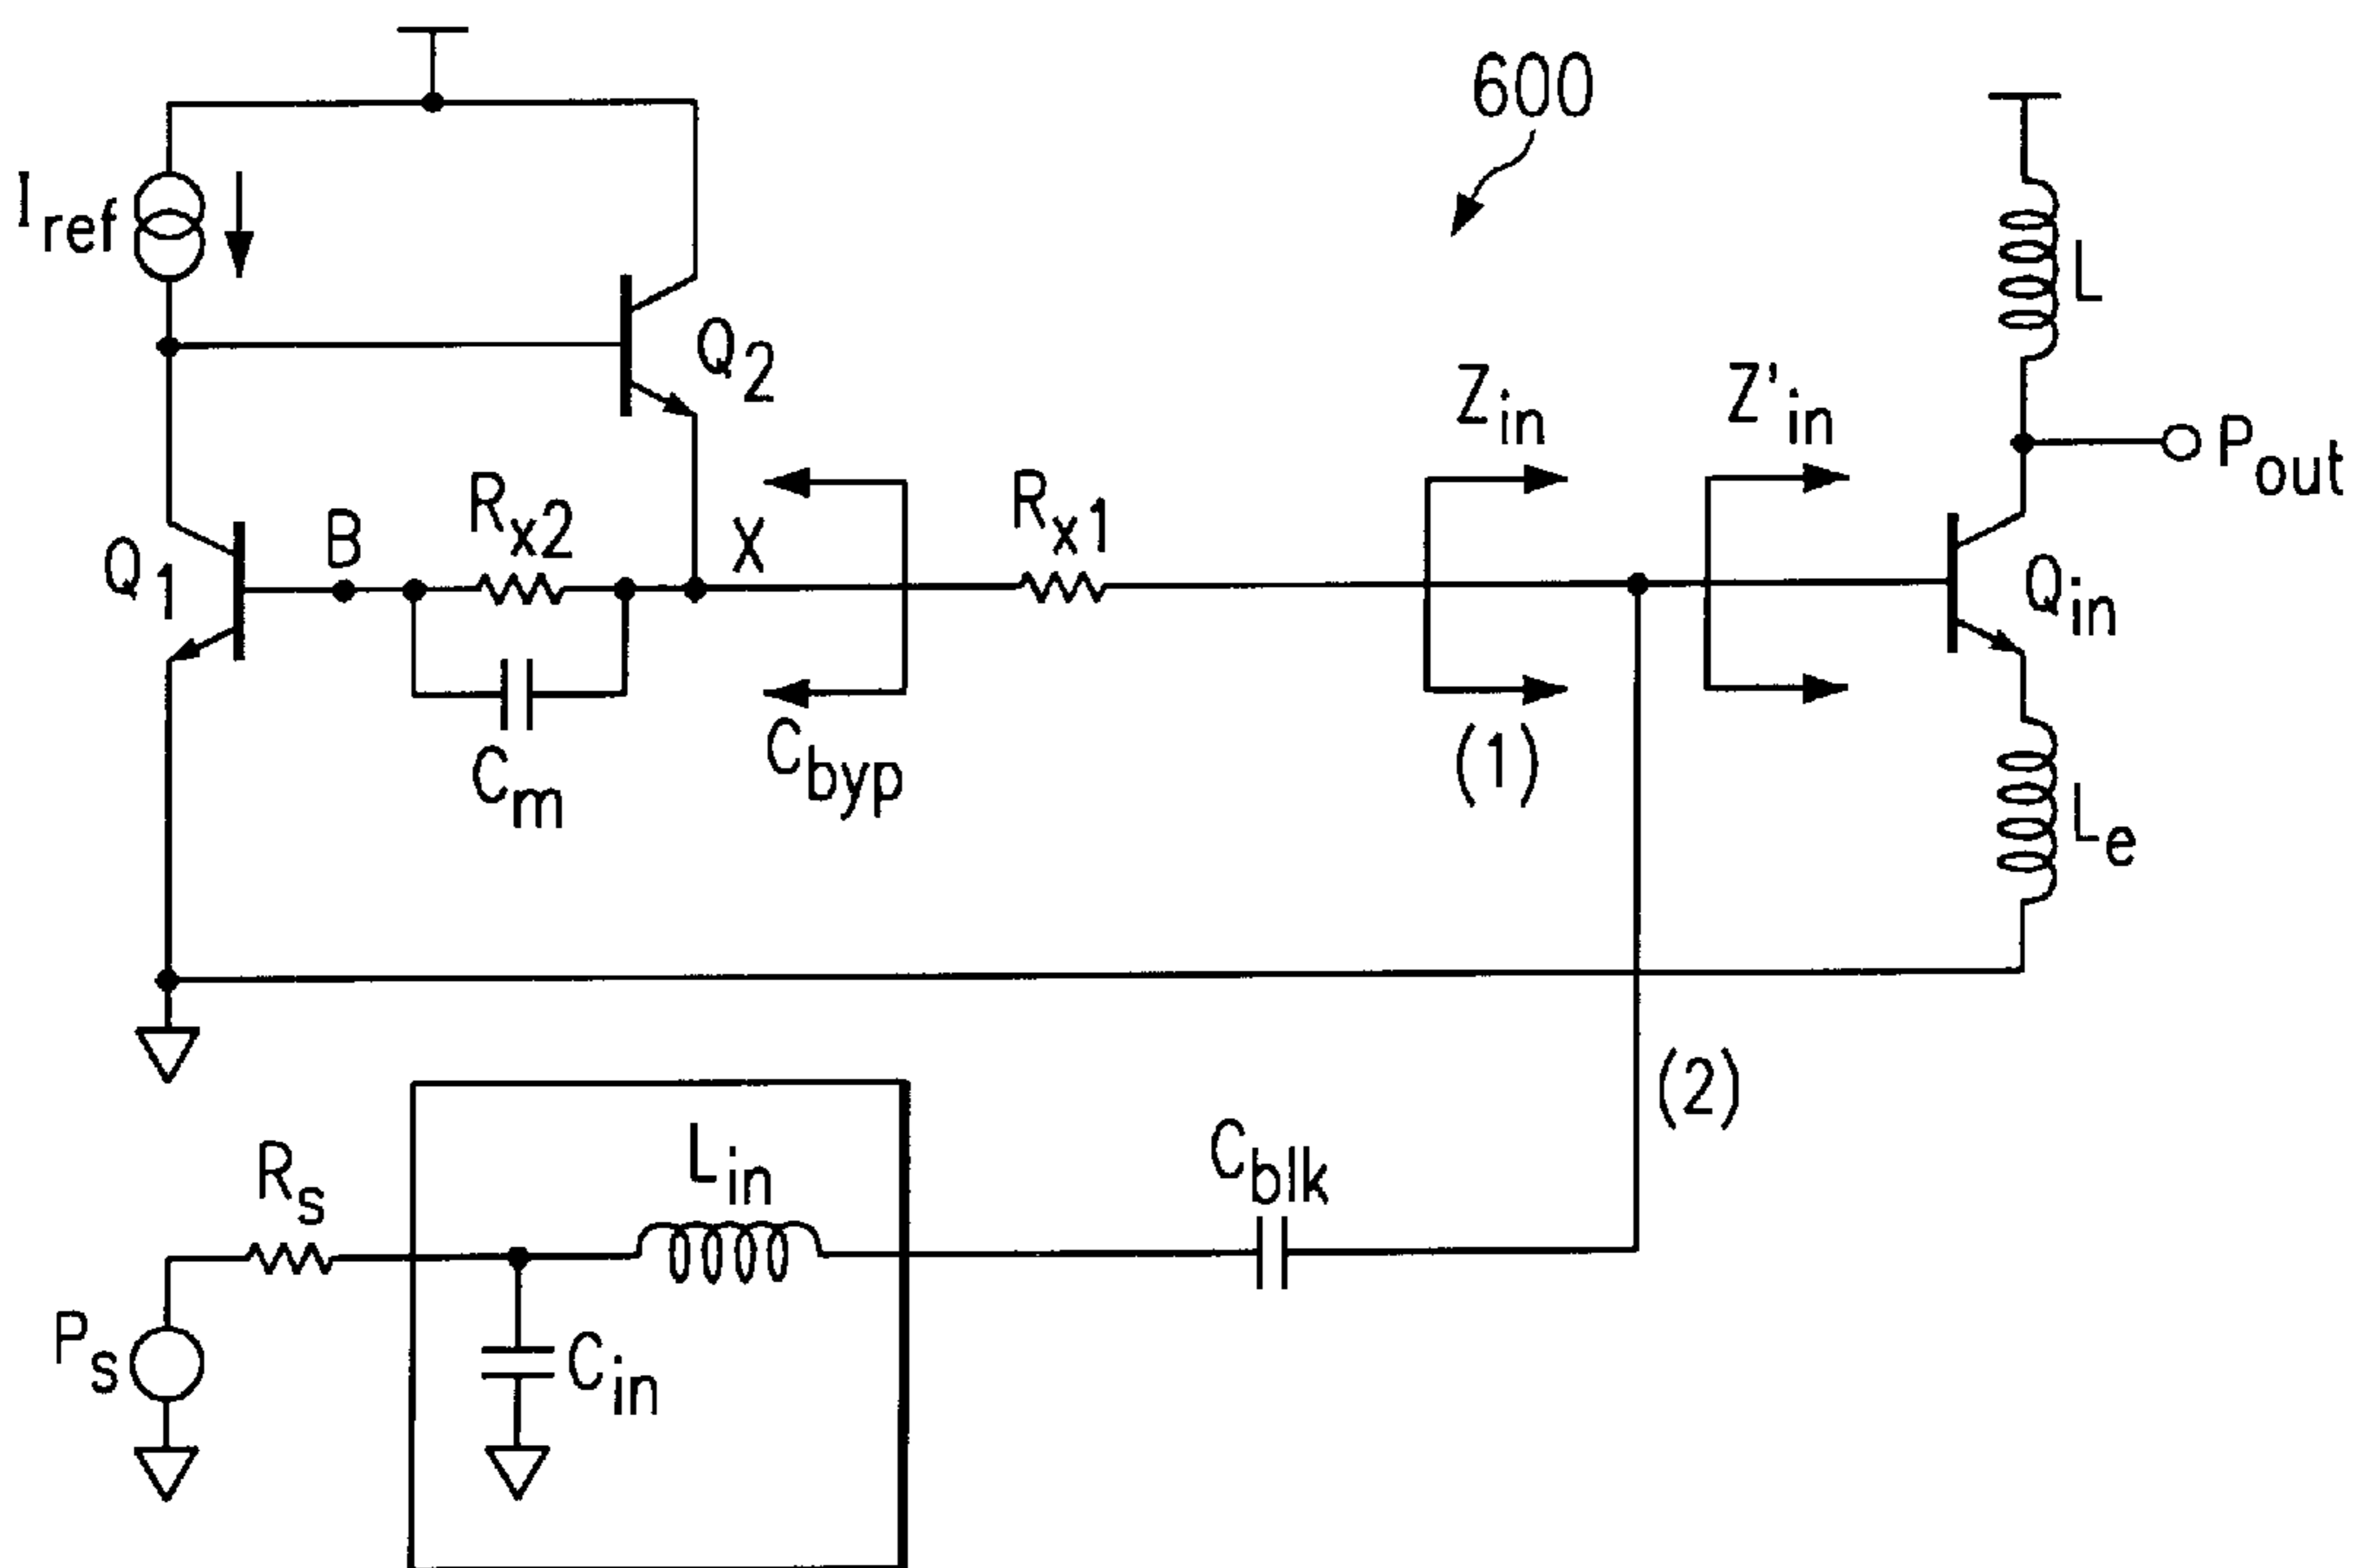 600
I_ref
Q_2
L
Z_in
Z'_in
P_out
Q_1
B
R_x2
X
R_x1
Q_in
C_m
C_byp
(1)
L_e
(2)
R_s
L_in
C_blk
P_s
C_in